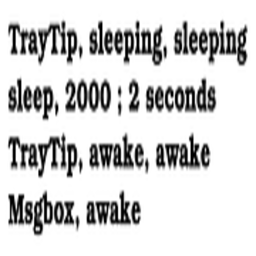 TrayTip, sleeping, sleeping
sleep, 2000 ; 2 seconds
TrayTip, awake, awake
Msgbox, awake